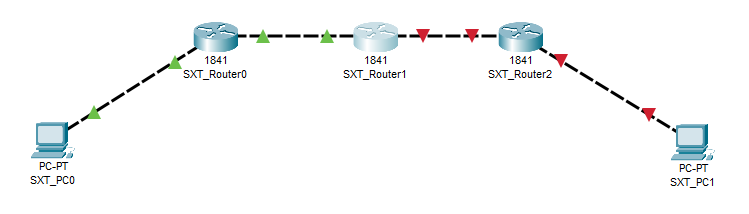 1841
SXT_Router0
1841
SXT_Router1
1841
SXT_Router2
PC-PT
SXT_PC0
PC-PT
SXT_PC1